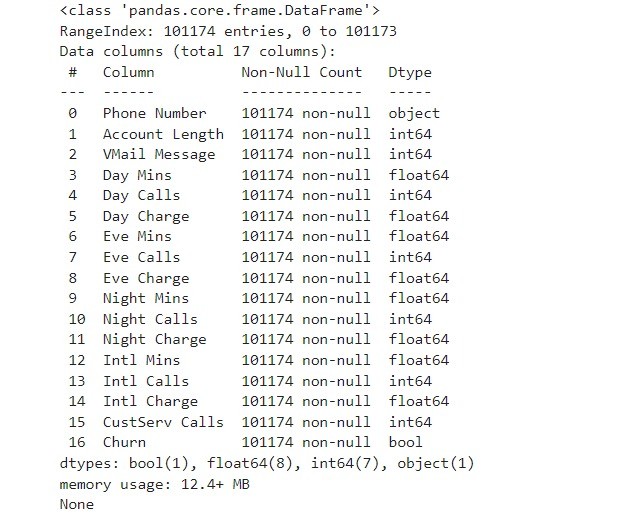 <class 'pandas.core.frame.DataFrame'>
RangeIndex: 101174 entries, 0 to 101173
Data columns (total 17 columns):
 #   Column          Non-Null Count   Dtype
---  ------          --------------   -----
 0   Phone Number    101174 non-null  object
 1   Account Length  101174 non-null  int64
 2   VMail Message   101174 non-null  int64
 3   Day Mins        101174 non-null  float64
 4   Day Calls       101174 non-null  int64
 5   Day Charge      101174 non-null  float64
 6   Eve Mins        101174 non-null  float64
 7   Eve Calls       101174 non-null  int64
 8   Eve Charge      101174 non-null  float64
 9   Night Mins      101174 non-null  float64
 10  Night Calls     101174 non-null  int64
 11  Night Charge    101174 non-null  float64
 12  Intl Mins       101174 non-null  float64
 13  Intl Calls      101174 non-null  int64
 14  Intl Charge     101174 non-null  float64
 15  CustServ Calls  101174 non-null  int64
 16  Churn           101174 non-null  bool
dtypes: bool(1), float64(8), int64(7), object(1)
memory usage: 12.4+ MB
None